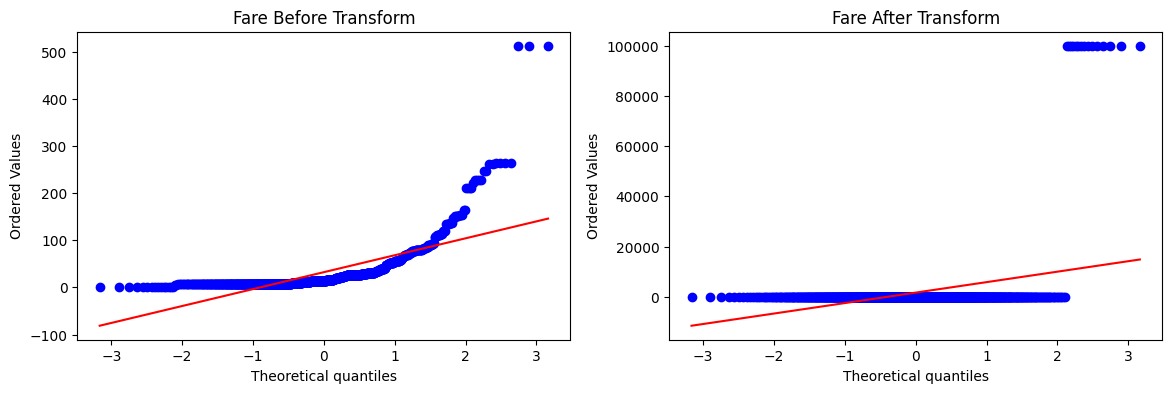 Fare Before Transform
500
400
300
200
100
0
−100
Ordered Values
−3 −2 −1 0 1 2 3
Theoretical quantiles
Fare After Transform
100000
80000
60000
40000
20000
0
Ordered Values
−3 −2 −1 0 1 2 3
Theoretical quantiles